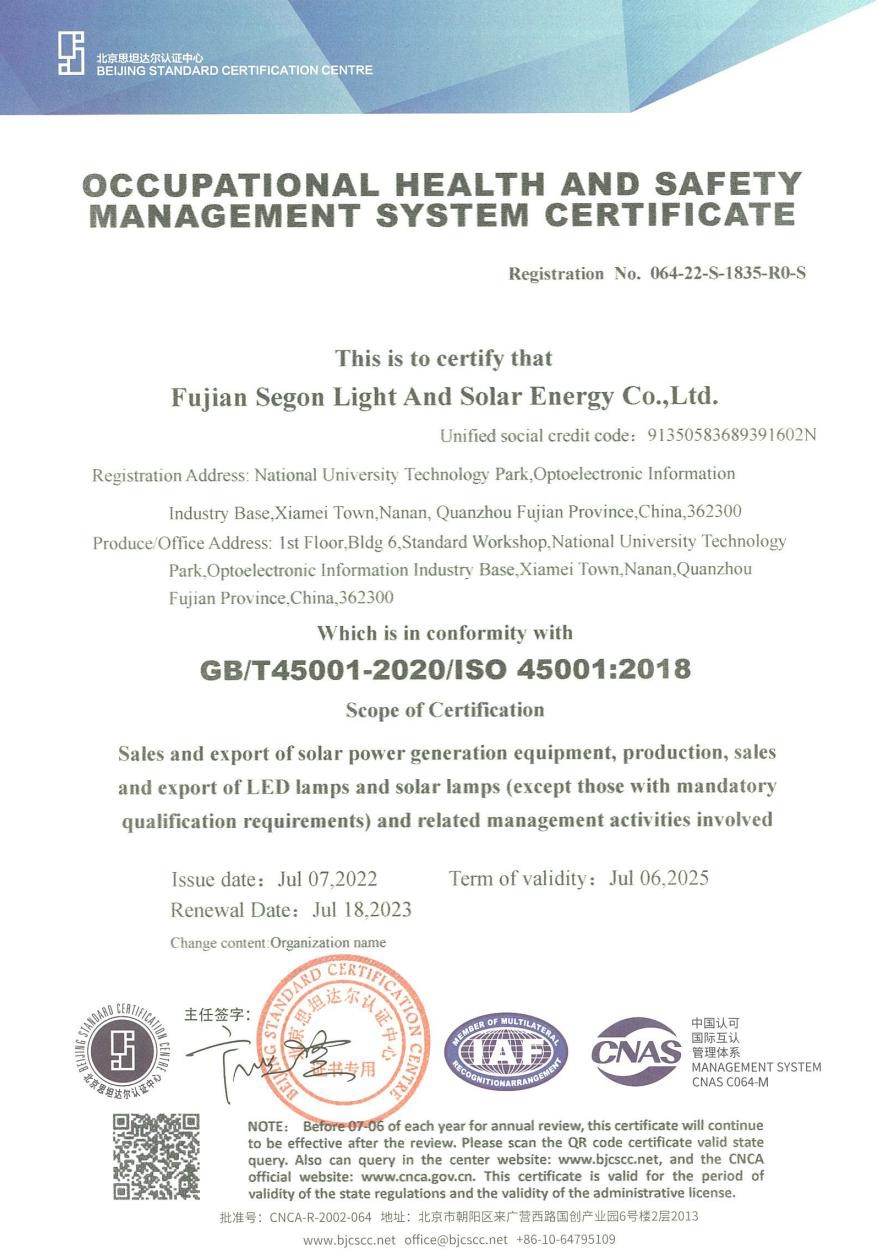 北京思坦达尔认证中心
BEIJING STANDARD CERTIFICATION CENTRE
OCCUPATIONAL HEALTH AND SAFETY
MANAGEMENT SYSTEM CERTIFICATE
Registration No. 064-22-S-1835-R0-S
This is to certify that
Fujian Segon Light And Solar Energy Co.,Ltd.
Unified social credit code：91350583689391602N
Registration Address: National University Technology Park,Optoelectronic Information
Industry Base,Xiamei Town,Nanan, Quanzhou Fujian Province,China,362300
Produce/Office Address: 1st Floor,Bldg 6,Standard Workshop,National University Technology
Park,Optoelectronic Information Industry Base,Xiamei Town,Nanan,Quanzhou
Fujian Province,China,362300
Which is in conformity with
GB/T45001-2020/ISO 45001:2018
Scope of Certification
Sales and export of solar power generation equipment, production, sales
and export of LED lamps and solar lamps (except those with mandatory
qualification requirements) and related management activities involved
Issue date：Jul 07,2022 Term of validity：Jul 06,2025
Renewal Date：Jul 18,2023
Change content:Organization name
BEIJING STANDARD CERTIFICATION CENTRE
北京思坦达尔认证中心
主任签字：
BEIJING STANDARD CERTIFICATION CENTRE
北京思坦达尔认证中心
证书专用
MEMBER OF MULTILATERAL
IAF
RECOGNITIONARRANGEMENT
CNAS
中国认可
国际互认
管理体系
MANAGEMENT SYSTEM
CNAS C064-M
NOTE： Before 07-06 of each year for annual review, this certificate will continue
to be effective after the review. Please scan the QR code certificate valid state
query. Also can query in the center website: www.bjcscc.net, and the CNCA
official website: www.cnca.gov.cn. This certificate is valid for the period of
validity of the state regulations and the validity of the administrative license.
批准号：CNCA-R-2002-064 地址：北京市朝阳区来广营西路国创产业园6号楼2层2013
www.bjcscc.net office@bjcscc.net +86-10-64795109